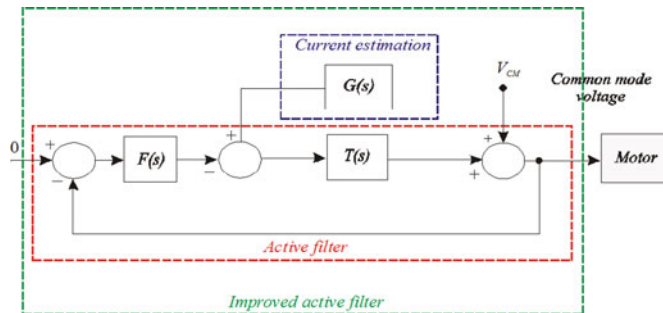 Current estimation
G(s)
V_CM
Common mode
voltage
0
+
−
F(s)
+
−
T(s)
+
+
Motor
Active filter
Improved active filter